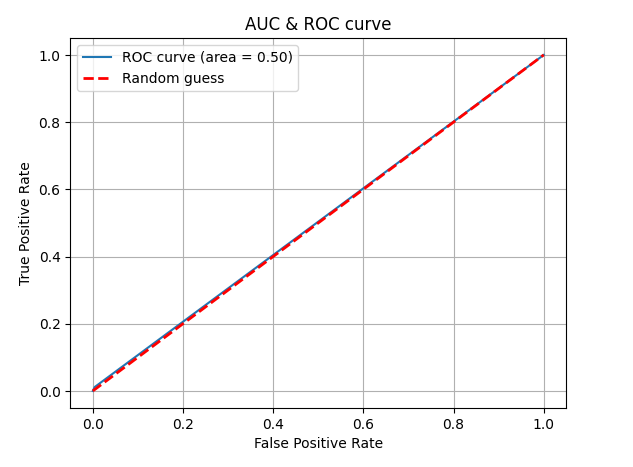 AUC & ROC curve
ROC curve (area = 0.50)
Random guess
True Positive Rate
1.0
0.8
0.6
0.4
0.2
0.0
0.0 0.2 0.4 0.6 0.8 1.0
False Positive Rate